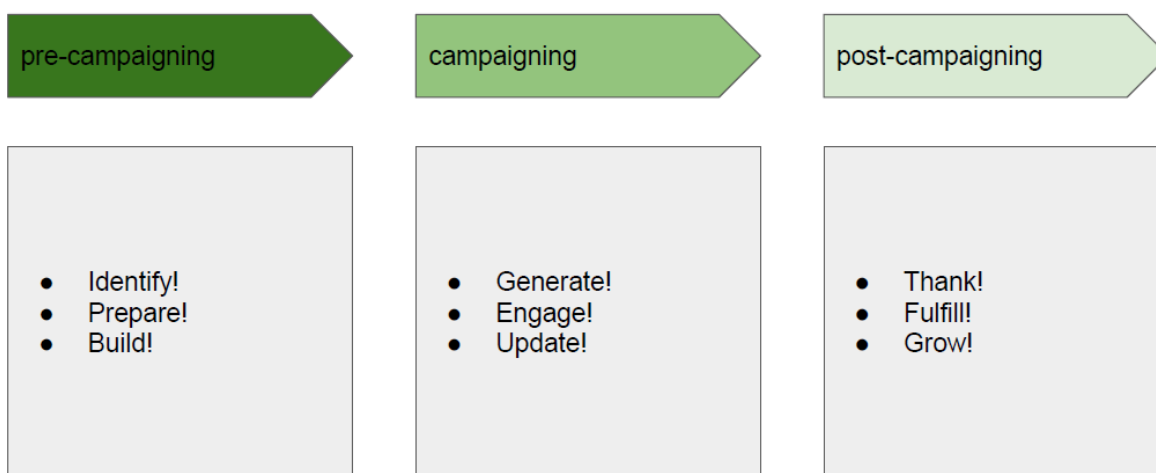 pre-campaigning
campaigning
post-campaigning
● Identify!
● Prepare!
● Build!
● Generate!
● Engage!
● Update!
● Thank!
● Fulfill!
● Grow!